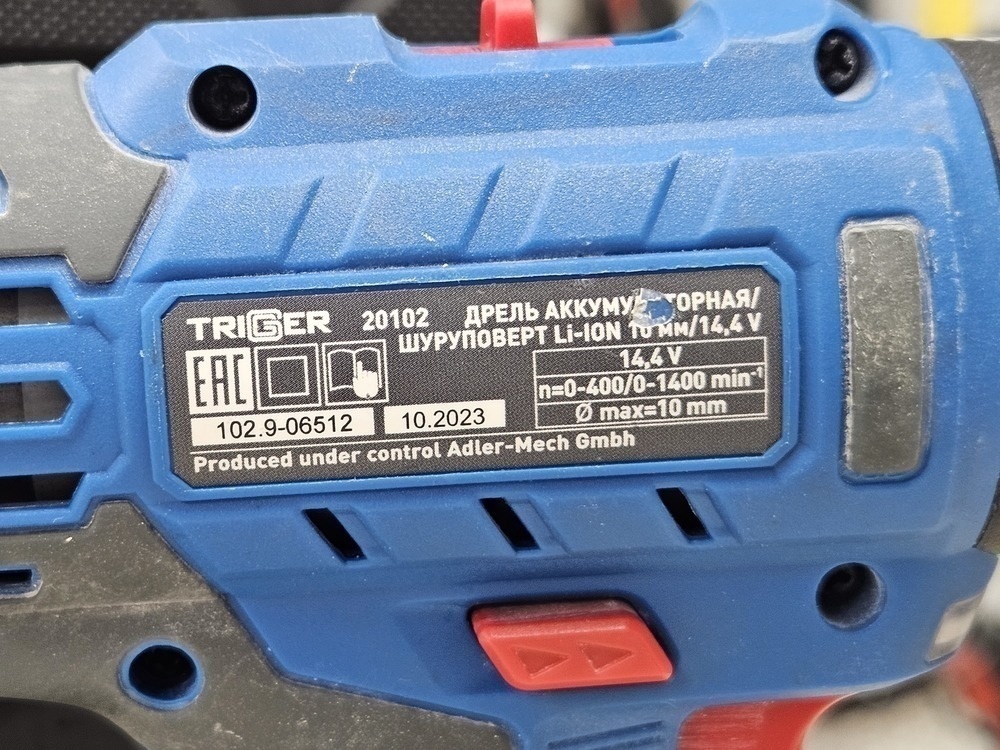 TRIGGER 20102 ДРЕЛЬ
ШУРУПОВЕРТ Li-ION 10 мм/14,4 V
EAC
14,4 V
n=0-400/0-1400 min⁻¹
Ø max=10 mm
102.9-06512 10.2023
Produced under control Adler-Mech Gmbh